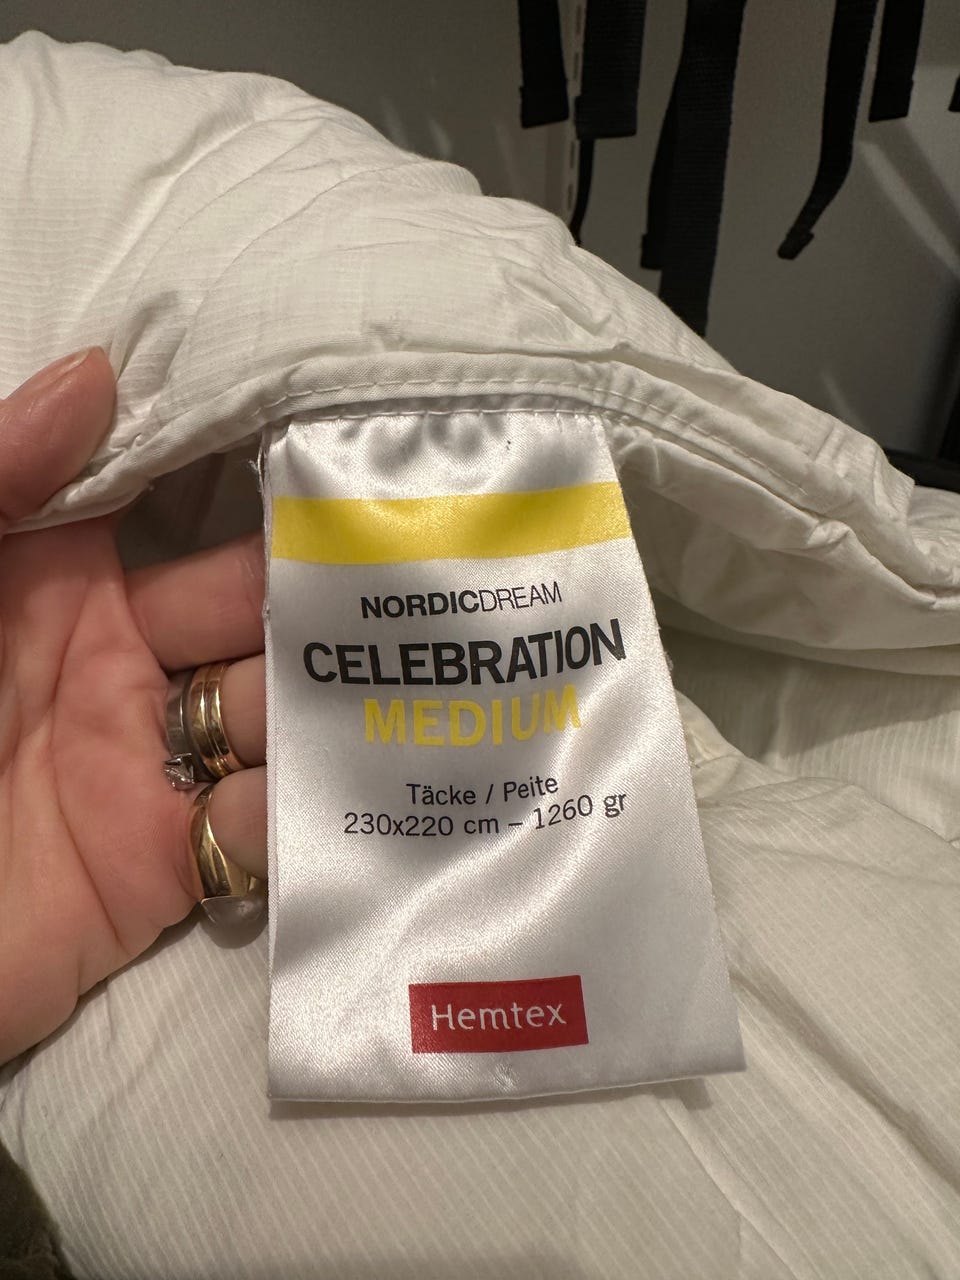 NORDICDREAM
CELEBRATION
MEDIUM
Täcke / Peite
230x220 cm – 1260 gr
Hemtex